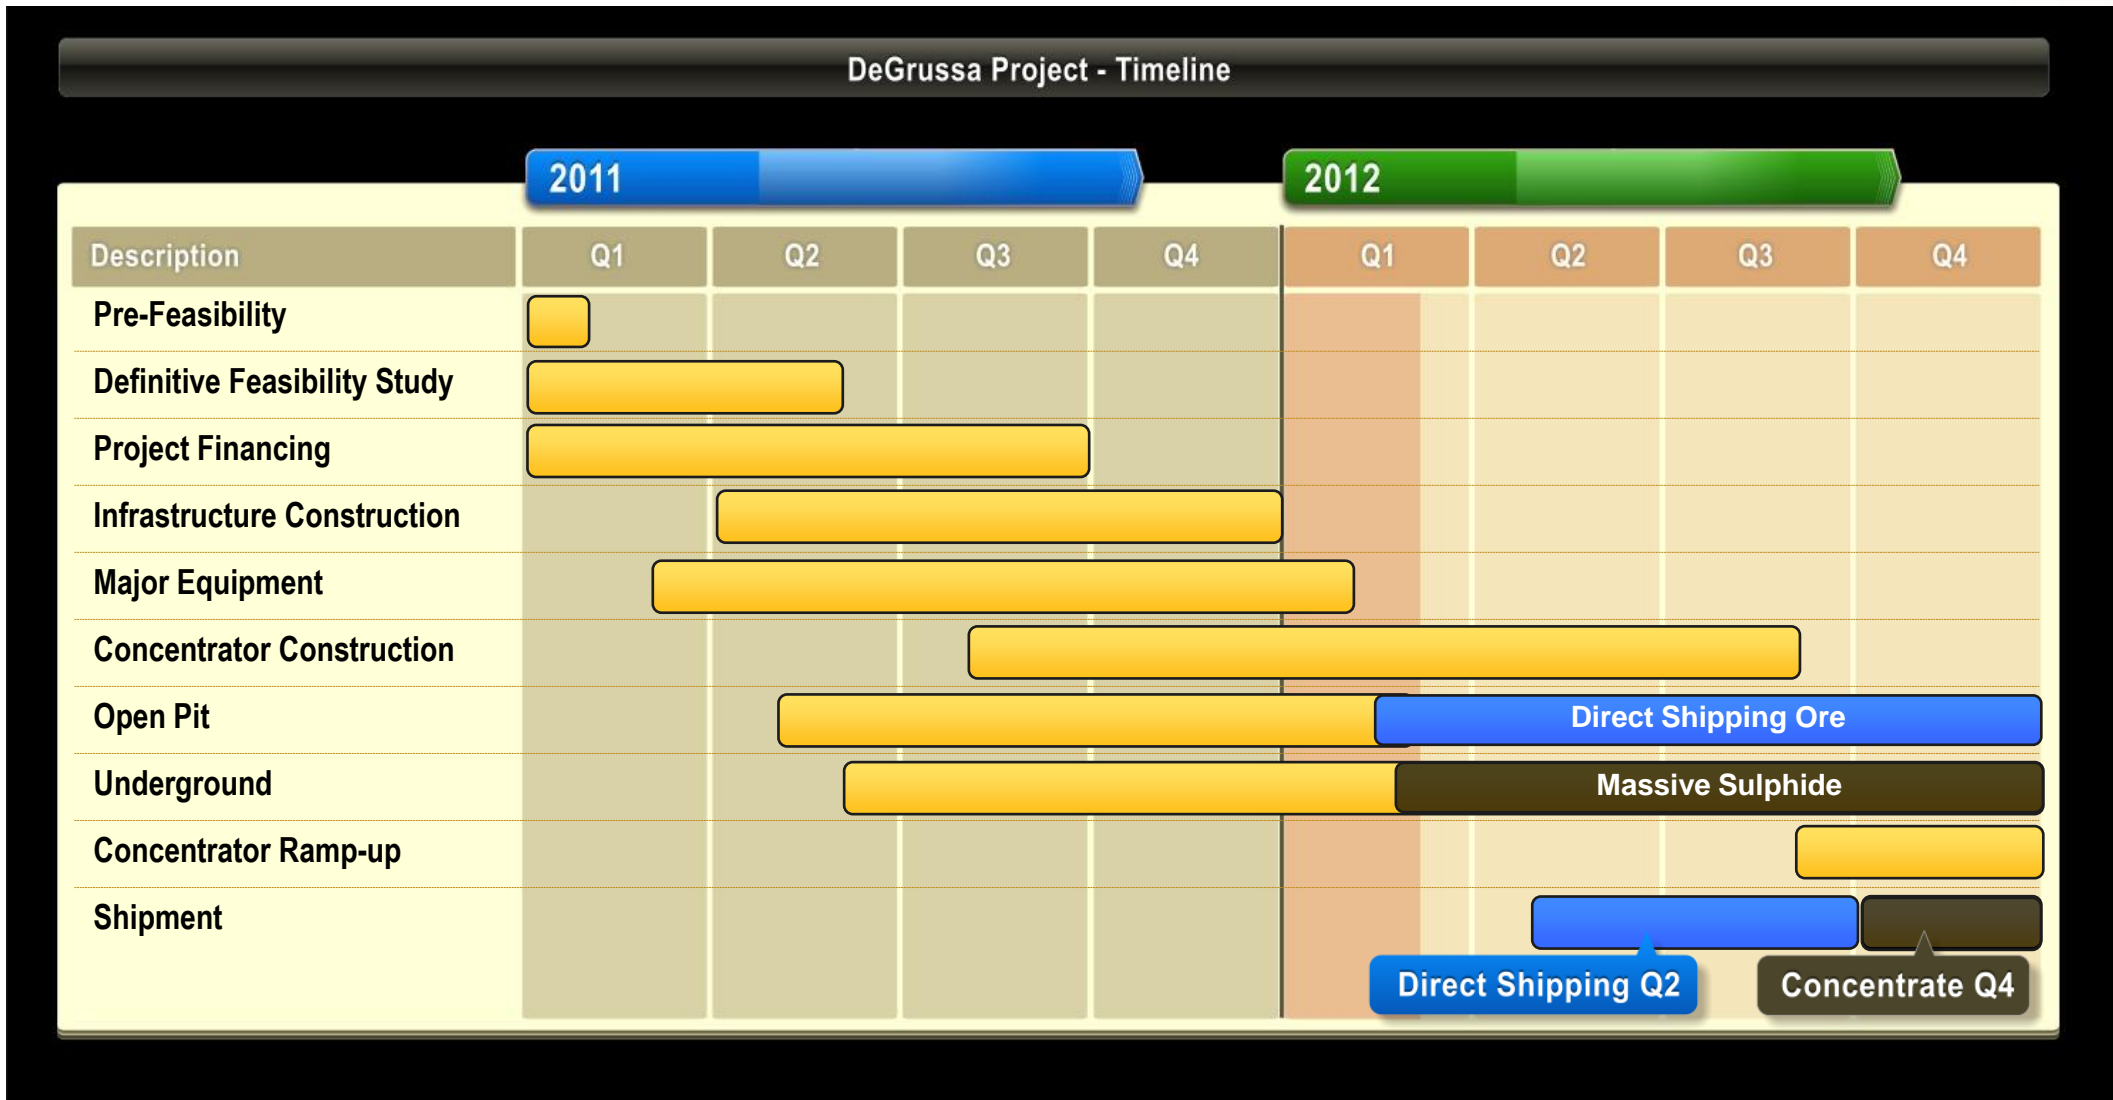 DeGrussa Project - Timeline
2011
2012
Description
Q1
Q2
Q3
Q4
Q1
Q2
Q3
Q4
Pre-Feasibility
Definitive Feasibility Study
Project Financing
Infrastructure Construction
Major Equipment
Concentrator Construction
Open Pit
Direct Shipping Ore
Underground
Massive Sulphide
Concentrator Ramp-up
Shipment
Direct Shipping Q2
Concentrate Q4